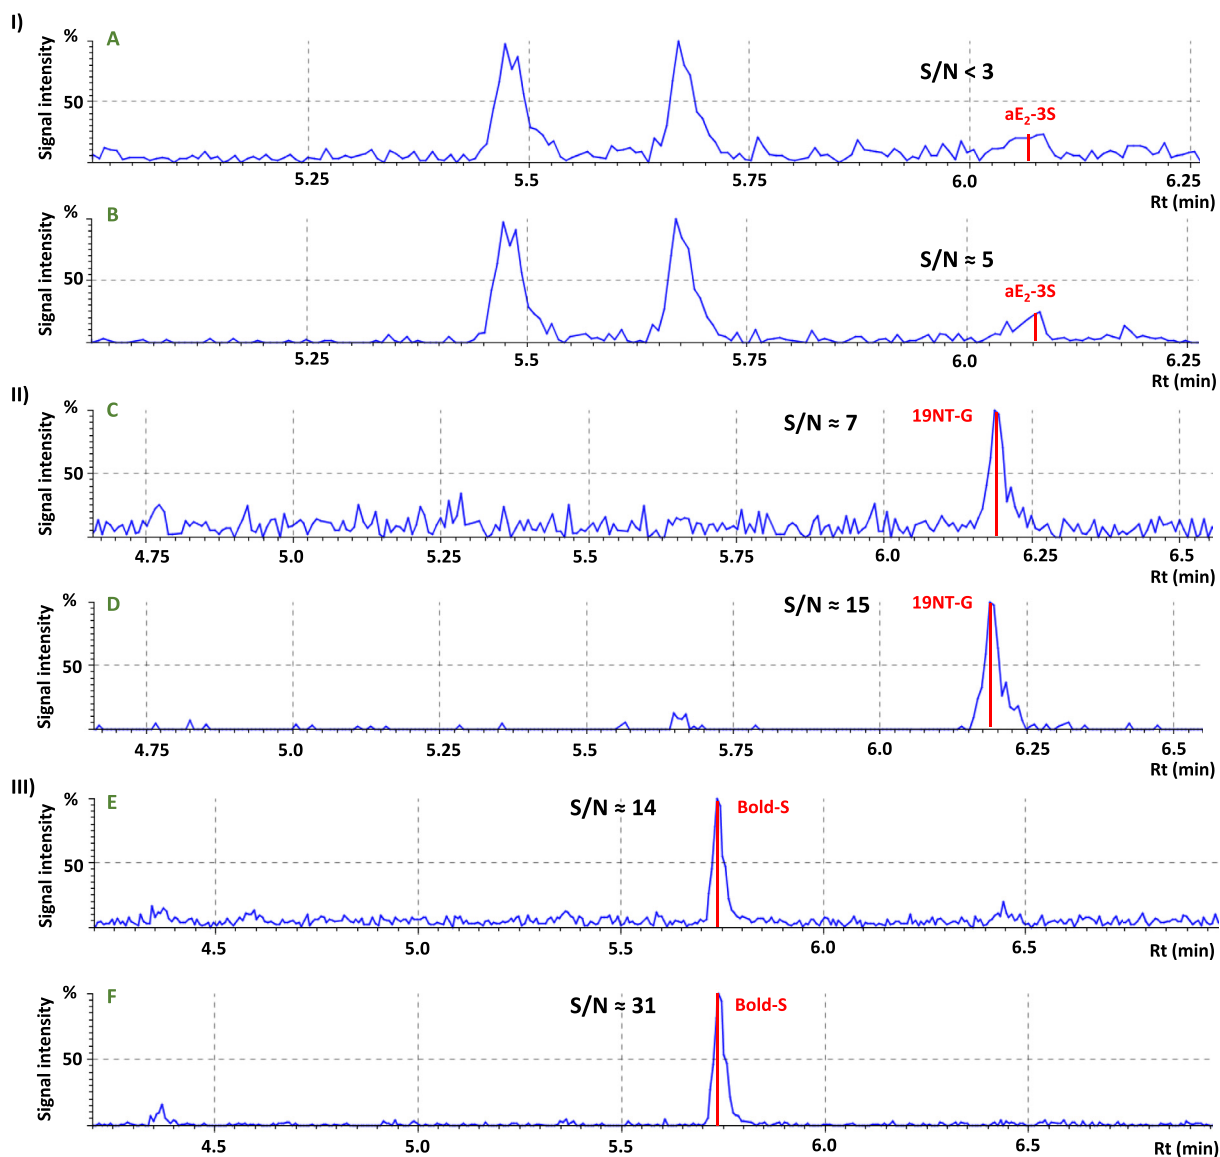 I)
A
%
Signal intensity
50
S/N < 3
aE₂-3S
5.25 5.5 5.75 6.0 6.25
Rt (min)
B
%
Signal intensity
50
S/N ≈ 5
aE₂-3S
5.25 5.5 5.75 6.0 6.25
Rt (min)
II)
C
%
Signal intensity
50
S/N ≈ 7
19NT-G
4.75 5.0 5.25 5.5 5.75 6.0 6.25 6.5
Rt (min)
D
%
Signal intensity
50
S/N ≈ 15
19NT-G
4.75 5.0 5.25 5.5 5.75 6.0 6.25 6.5
Rt (min)
III)
E
%
Signal intensity
50
S/N ≈ 14
Bold-S
4.5 5.0 5.5 6.0 6.5
Rt (min)
F
%
Signal intensity
50
S/N ≈ 31
Bold-S
4.5 5.0 5.5 6.0 6.5
Rt (min)